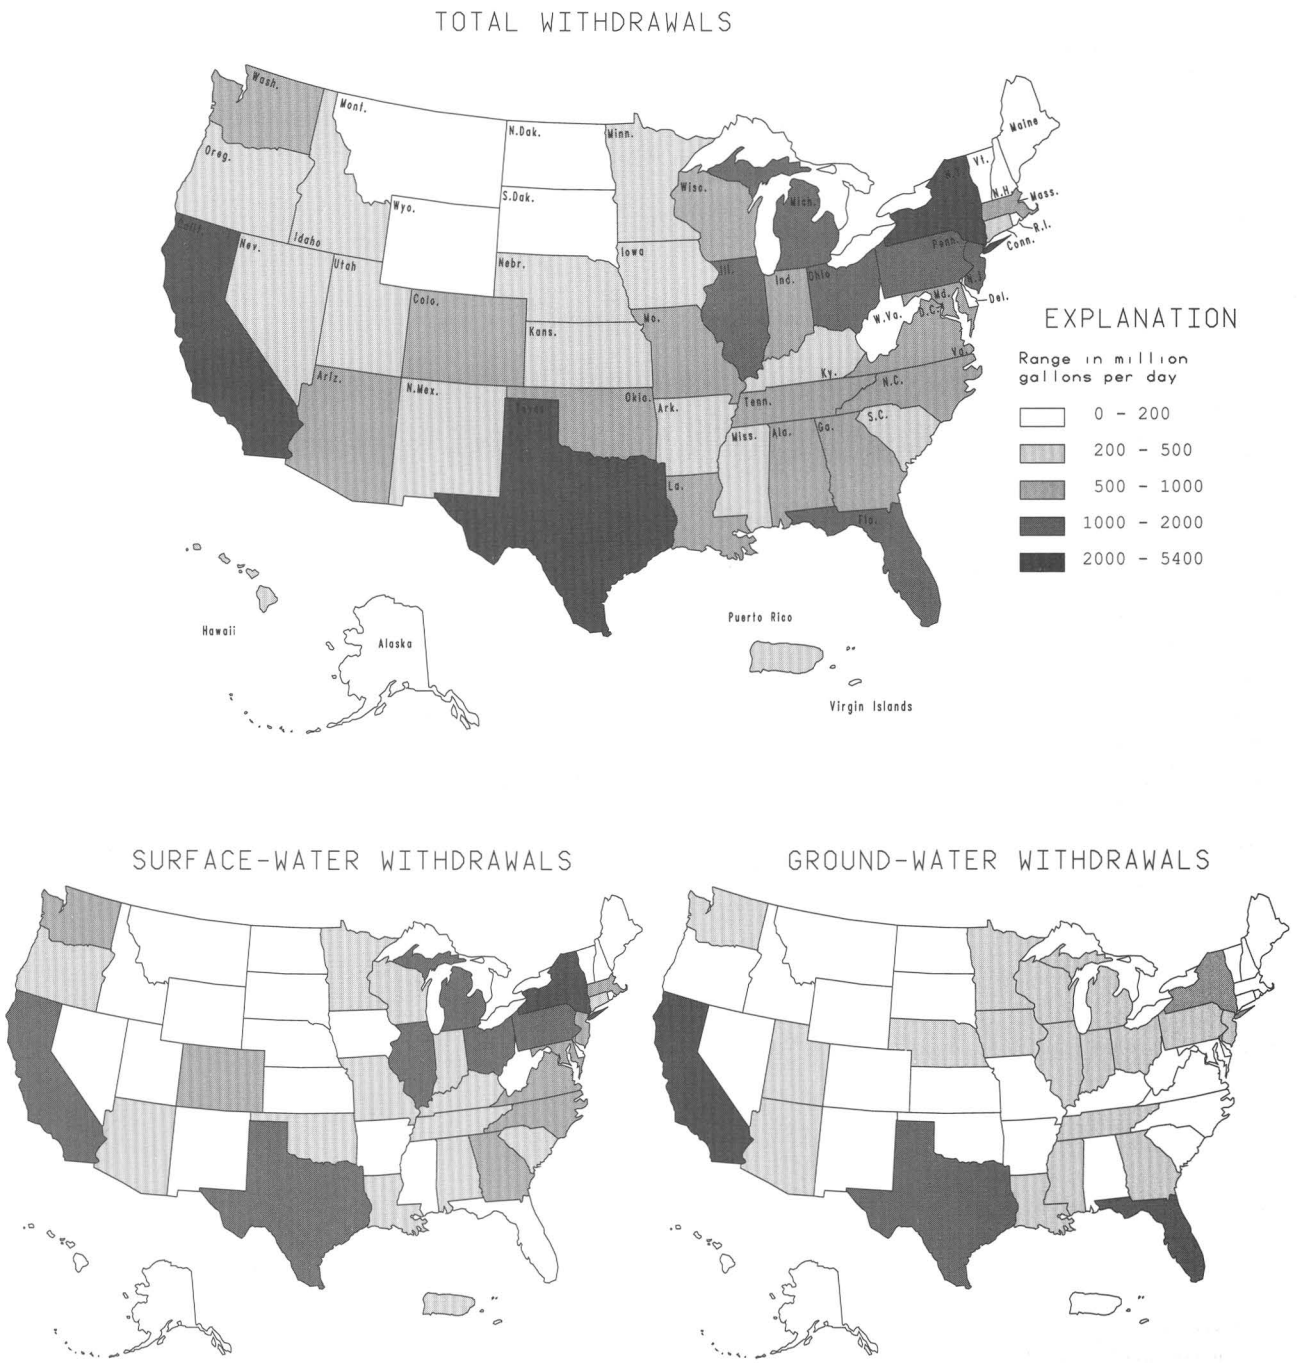 TOTAL WITHDRAWALS
Wash.
Mont.
N.Dak.
Minn.
Maine
Oreg.
Vt.
N.Y.
S.Dak.
Wisc.
Mich.
N.H.
Mass.
Wyo.
Calif.
Idaho
Nev.
R.I.
Conn.
Penn.
Iowa
Utah
Nebr.
Ill.
Ind.
Ohio
N.J.
Colo.
Md.
Del.
D.C.
W.Va.
Mo.
Kans.
Va.
Ky.
Ariz.
N.Mex.
N.C.
Okla.
Texas
Ark.
Tenn.
S.C.
Miss.
Ala.
Ga.
La.
Fla.
Hawaii
Alaska
Puerto Rico
Virgin Islands
EXPLANATION
Range in million
gallons per day
0 - 200
200 - 500
500 - 1000
1000 - 2000
2000 - 5400
SURFACE-WATER WITHDRAWALS
GROUND-WATER WITHDRAWALS